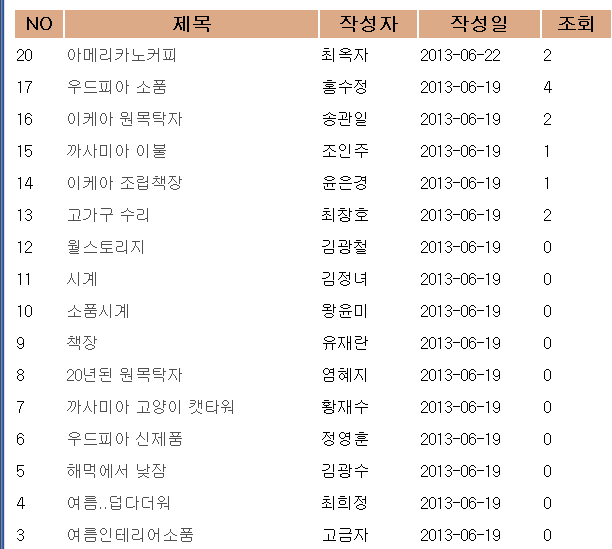 NO 제목 작성자 작성일 조회
20 아메리카노커피 최옥자 2013-06-22 2
17 우드피아 소품 홍수정 2013-06-19 4
16 이케아 원목탁자 송관일 2013-06-19 2
15 까사미아 이불 조인주 2013-06-19 1
14 이케아 조립책장 윤은경 2013-06-19 1
13 고가구 수리 최창호 2013-06-19 2
12 월스토리지 김광철 2013-06-19 0
11 시계 김정녀 2013-06-19 0
10 소품시계 왕윤미 2013-06-19 0
9 책장 유재란 2013-06-19 0
8 20년된 원목탁자 염혜지 2013-06-19 0
7 까사미아 고양이 캣타워 황재수 2013-06-19 0
6 우드피아 신제품 정영훈 2013-06-19 0
5 해먹에서 낮잠 김광수 2013-06-19 0
4 여름..덥다더워 최희정 2013-06-19 0
3 여름인테리어소품 고금자 2013-06-19 0